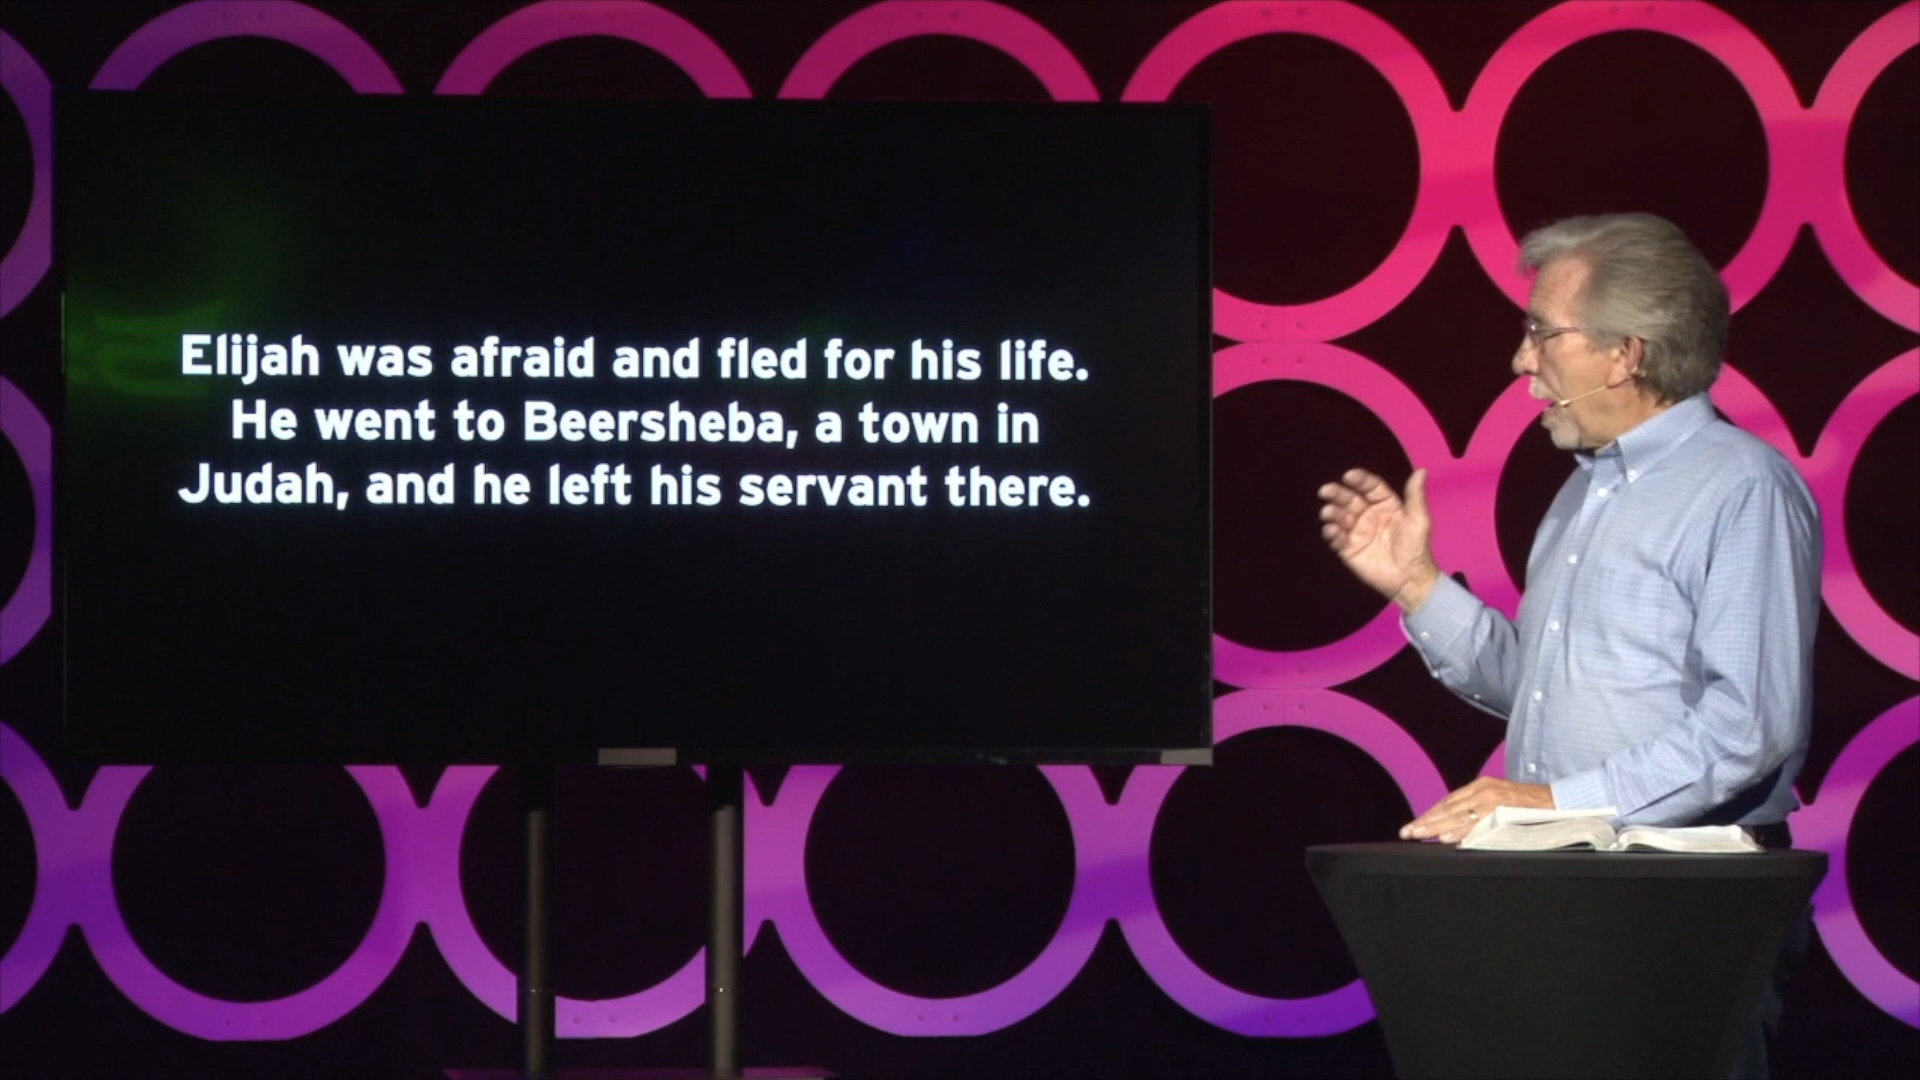 Elijah was afraid and fled for his life.
He went to Beersheba, a town in
Judah, and he left his servant there.